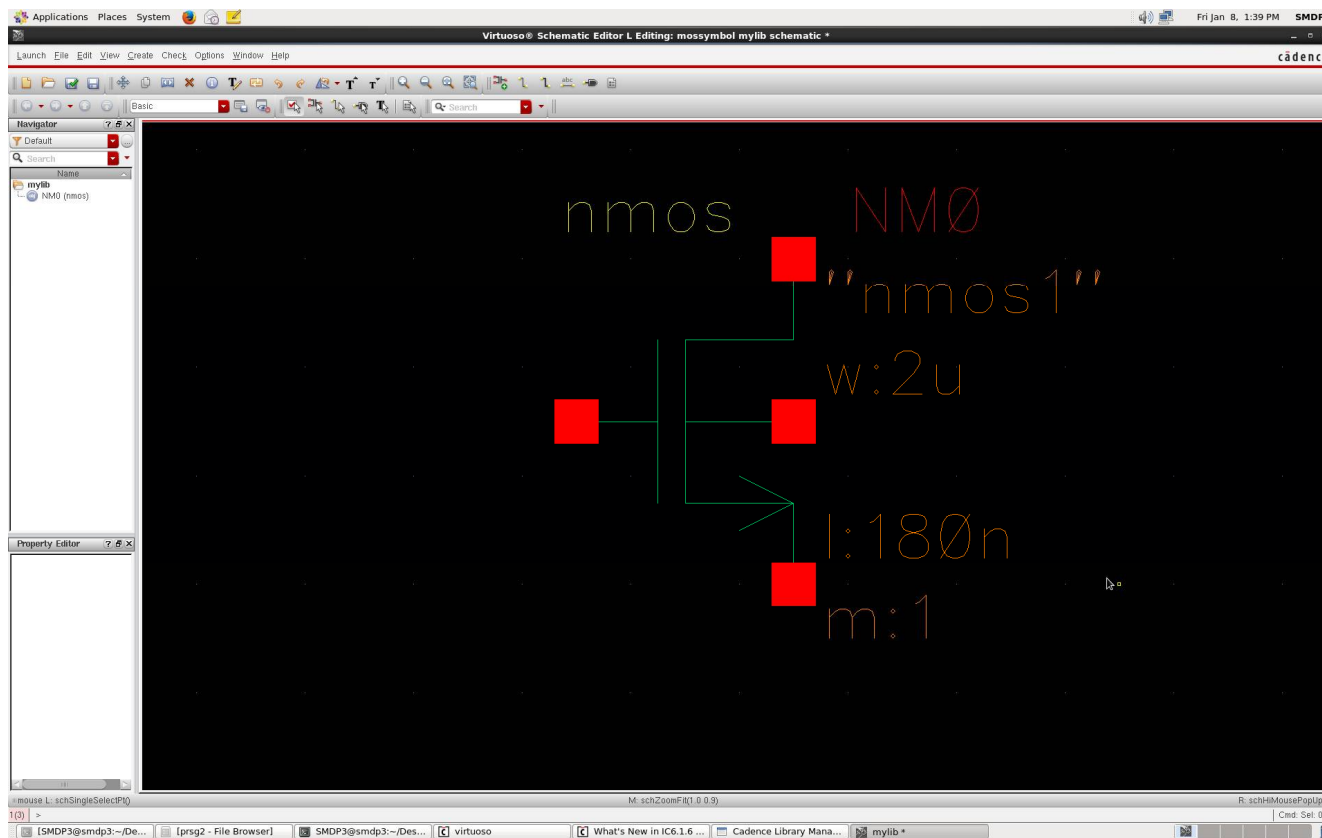 Applications Places System Fri Jan 8, 1:39 PM SMDP
Virtuoso® Schematic Editor L Editing: mossymbol mylib schematic *
Launch File Edit View Create Check Options Window Help
cādenc
Basic
Search
Navigator
Default
Search
Name
mylib
NM0 (nmos)
nmos
NM0
"nmos1"
w:2u
l:180n
m:1
Property Editor
mouse L: schSingleSelectPt() M: schZoomFit(1.0 0.9) R: schHiMousePopUp
1(3) > Cmd: Sel: 0
[SMDP3@smdp3:~/De... [prsg2 - File Browser] SMDP3@smdp3:~/Des... virtuoso What's New in IC6.1.6 ... Cadence Library Mana... mylib *